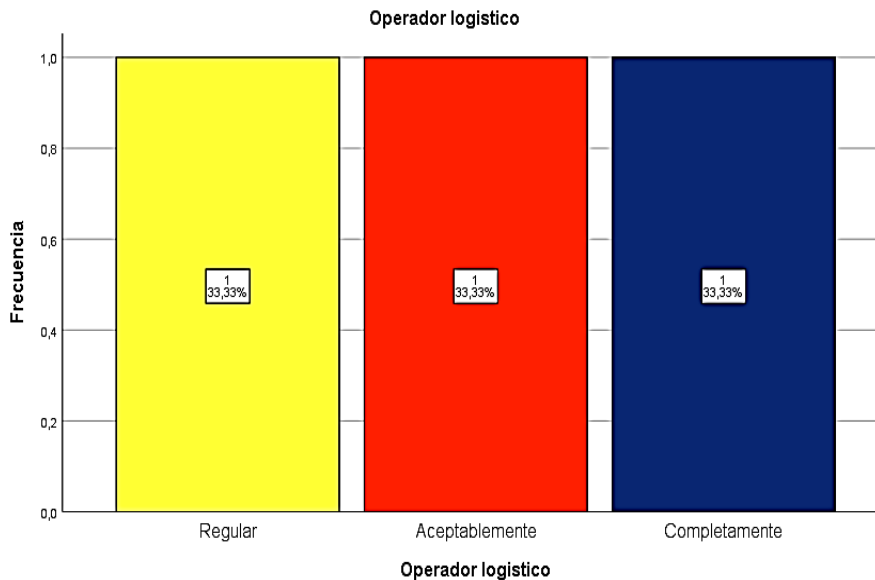 Operador logistico
Frecuencia
1,0
0,8
0,6
0,4
0,2
0,0
1
33,33%
1
33,33%
1
33,33%
Regular
Aceptablemente
Completamente
Operador logistico